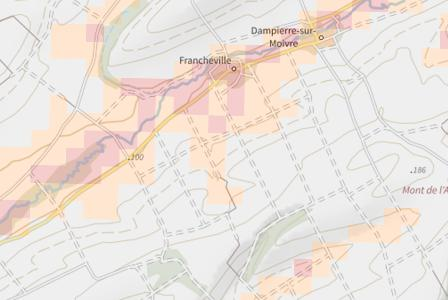 Dampierre-sur-
Moivre
Francheville
.100
.186
Mont de l'A